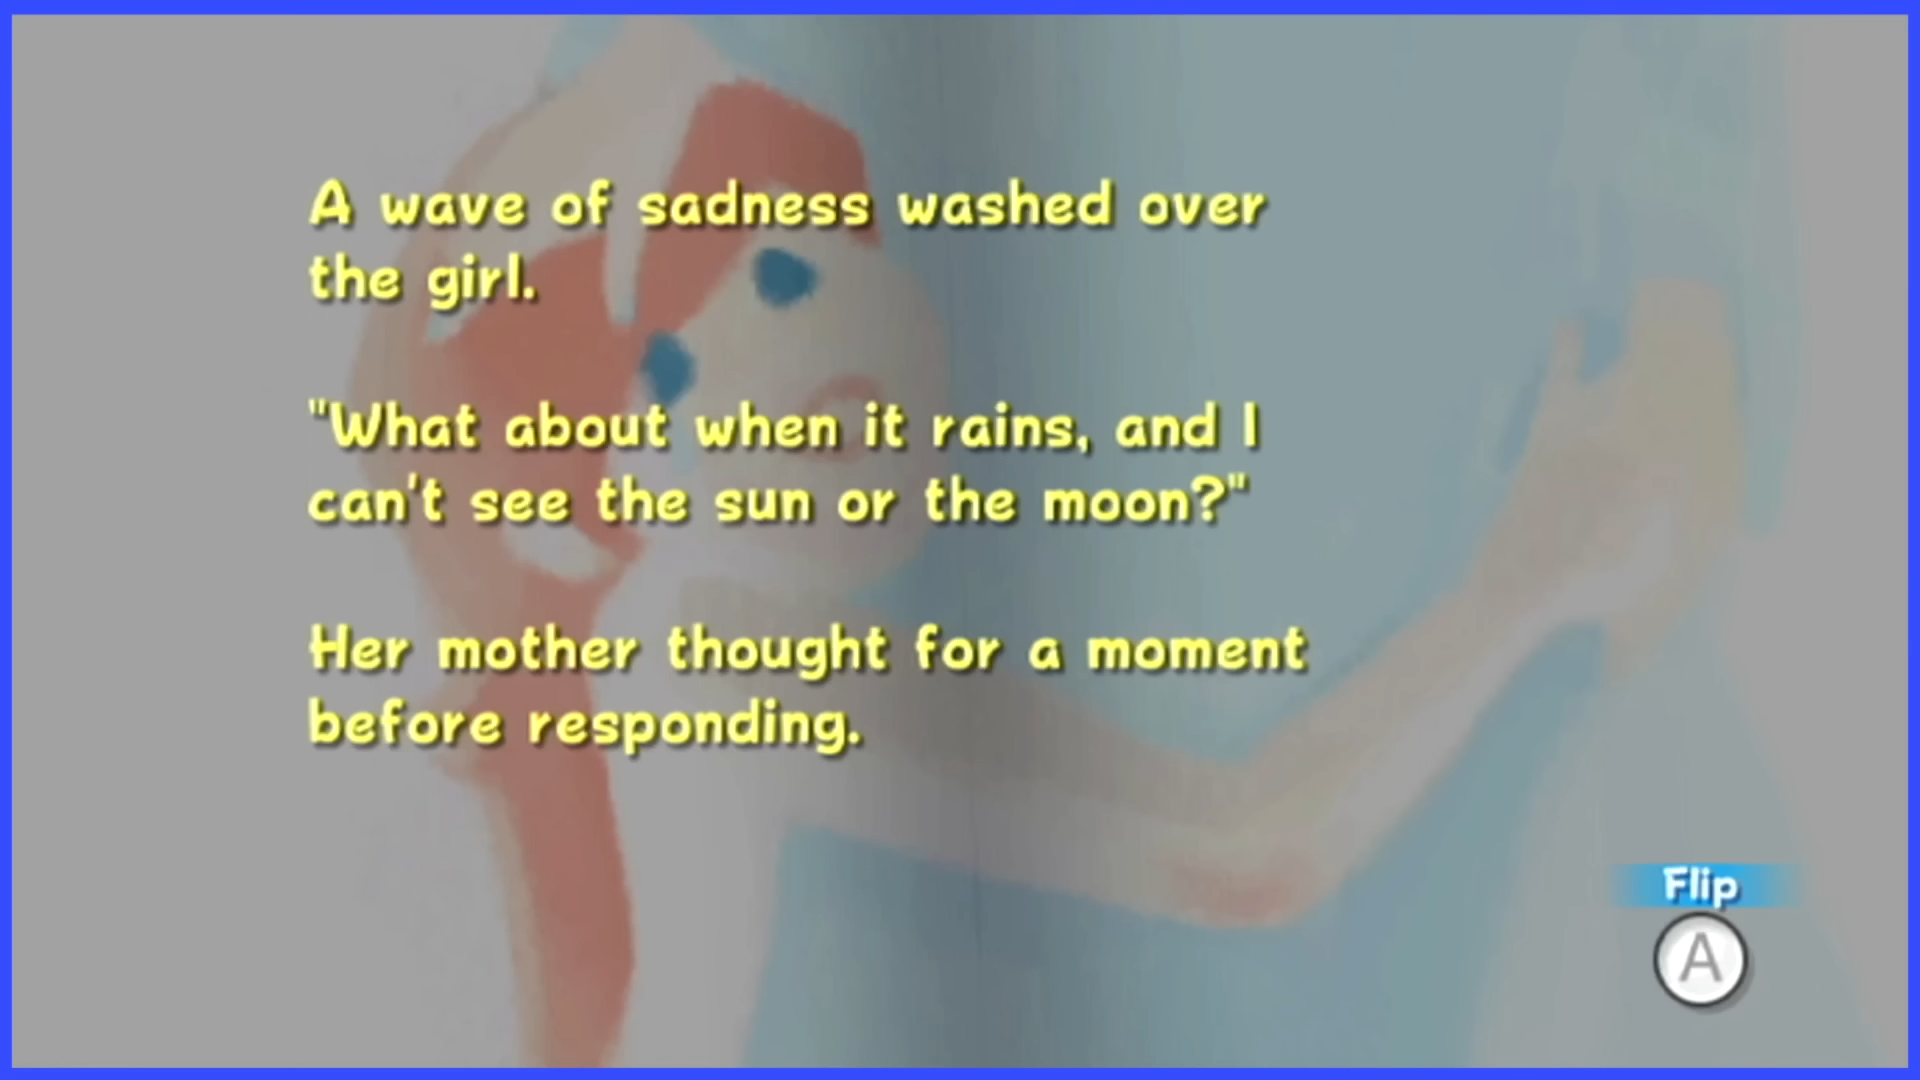 A wave of sadness washed over
the girl.
"What about when it rains, and I
can't see the sun or the moon?"
Her mother thought for a moment
before responding.
Flip
A